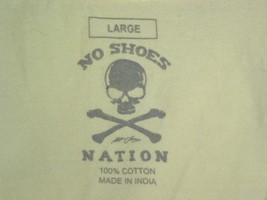 LARGE
NO SHOES
NATION
100% COTTON
MADE IN INDIA